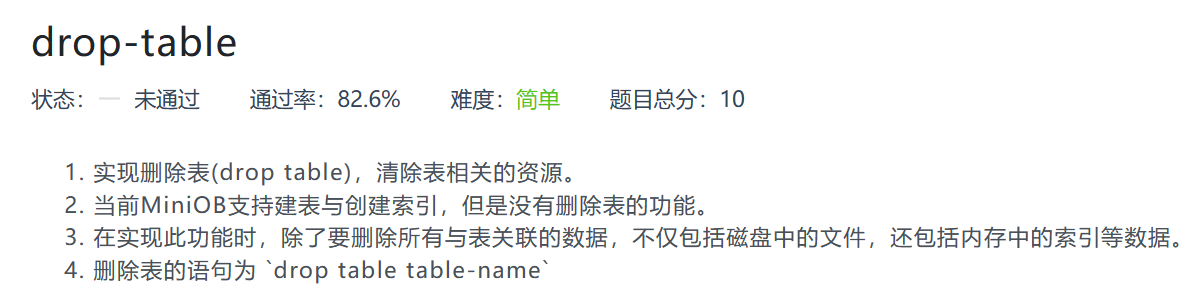 drop-table
状态： 一 未通过 通过率：82.6% 难度：简单 题目总分：10
1. 实现删除表(drop table)，清除表相关的资源。
2. 当前MiniOB支持建表与创建索引，但是没有删除表的功能。
3. 在实现此功能时，除了要删除所有与表关联的数据，不仅包括磁盘中的文件，还包括内存中的索引等数据。
4. 删除表的语句为 `drop table table-name`